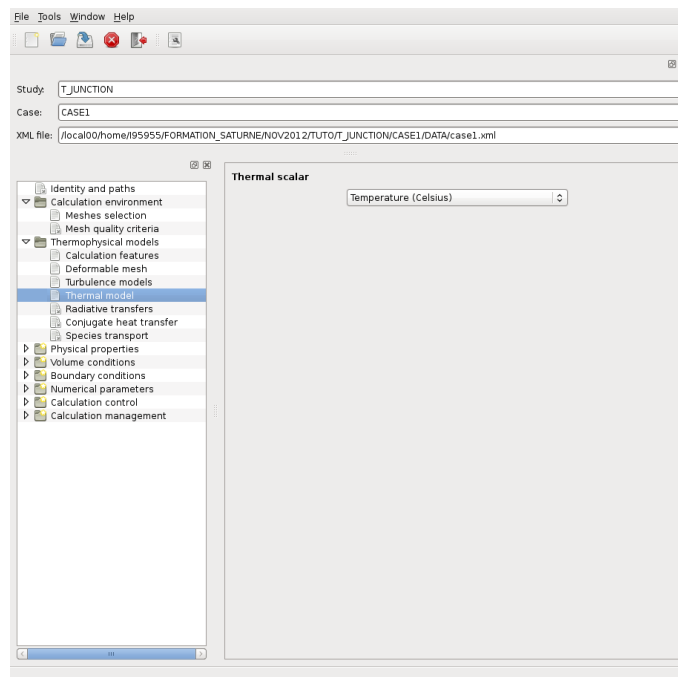 File Tools Window Help
Study: T_JUNCTION
Case: CASE1
XML file: /local00/home/I95955/FORMATION_SATURNE/NOV2012/TUTO/T_JUNCTION/CASE1/DATA/case1.xml
Identity and paths
Calculation environment
Meshes selection
Mesh quality criteria
Thermophysical models
Calculation features
Deformable mesh
Turbulence models
Thermal model
Radiative transfers
Conjugate heat transfer
Species transport
Physical properties
Volume conditions
Boundary conditions
Numerical parameters
Calculation control
Calculation management
Thermal scalar
Temperature (Celsius)